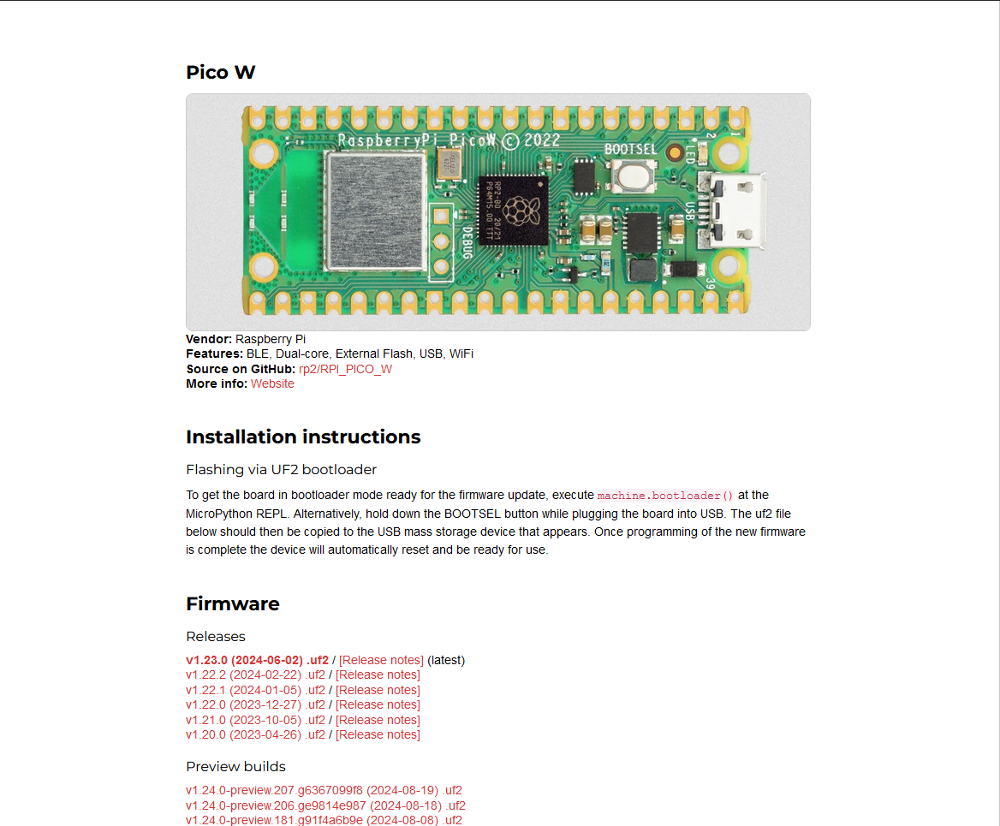 Pico W
RaspberryPi PicoW © 2022
BOOTSEL
LED
2
1
USB
DEBUG
39
RP2-B0 20/21
P64M15.00 TTT
Vendor: Raspberry Pi
Features: BLE, Dual-core, External Flash, USB, WiFi
Source on GitHub: rp2/RPI_PICO_W
More info: Website
Installation instructions
Flashing via UF2 bootloader
To get the board in bootloader mode ready for the firmware update, execute machine.bootloader() at the
MicroPython REPL. Alternatively, hold down the BOOTSEL button while plugging the board into USB. The uf2 file
below should then be copied to the USB mass storage device that appears. Once programming of the new firmware
is complete the device will automatically reset and be ready for use.
Firmware
Releases
v1.23.0 (2024-06-02) .uf2 / [Release notes] (latest)
v1.22.2 (2024-02-22) .uf2 / [Release notes]
v1.22.1 (2024-01-05) .uf2 / [Release notes]
v1.22.0 (2023-12-27) .uf2 / [Release notes]
v1.21.0 (2023-10-05) .uf2 / [Release notes]
v1.20.0 (2023-04-26) .uf2 / [Release notes]
Preview builds
v1.24.0-preview.207.g6367099f8 (2024-08-19) .uf2
v1.24.0-preview.206.ge9814e987 (2024-08-18) .uf2
v1.24.0-preview.181.g91f4a6b9e (2024-08-08) .uf2